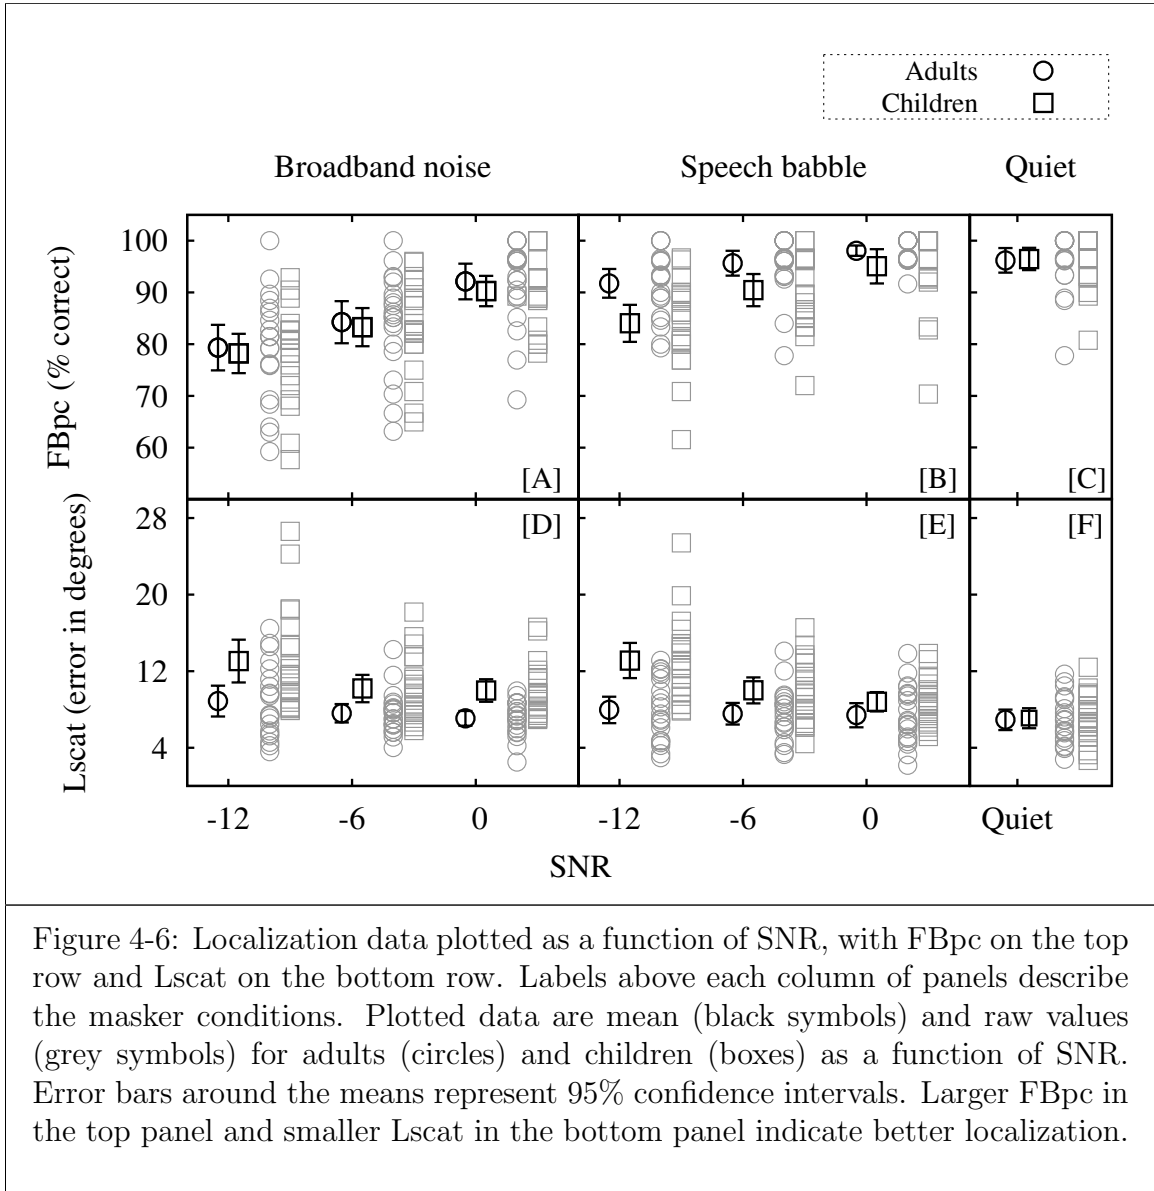 Adults
Children
Broadband noise Speech babble Quiet
FBpc (% correct)
100
90
80
70
60
[A] [B] [C]
Lscat (error in degrees)
28
20
12
4
[D] [E] [F]
-12 -6 0 -12 -6 0 Quiet
SNR
Figure 4-6: Localization data plotted as a function of SNR, with FBpc on the top
row and Lscat on the bottom row. Labels above each column of panels describe
the masker conditions. Plotted data are mean (black symbols) and raw values
(grey symbols) for adults (circles) and children (boxes) as a function of SNR.
Error bars around the means represent 95% confidence intervals. Larger FBpc in
the top panel and smaller Lscat in the bottom panel indicate better localization.